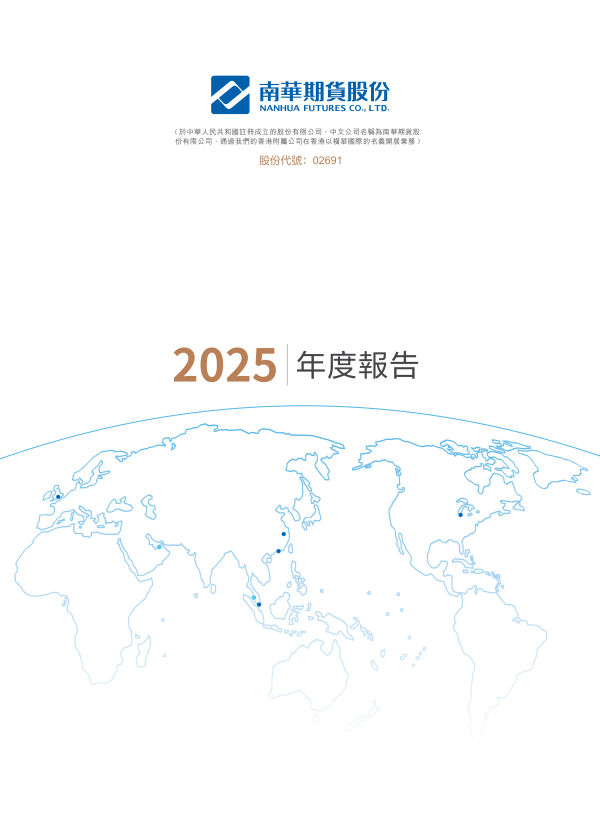 南華期貨股份
NANHUA FUTURES CO., LTD.
(於中華人民共和國註冊成立的股份有限公司，中文公司名稱為南華期貨股
份有限公司，通過我們的香港附屬公司在香港以橫華國際的名義開展業務)
股份代號：02691
2025 年度報告